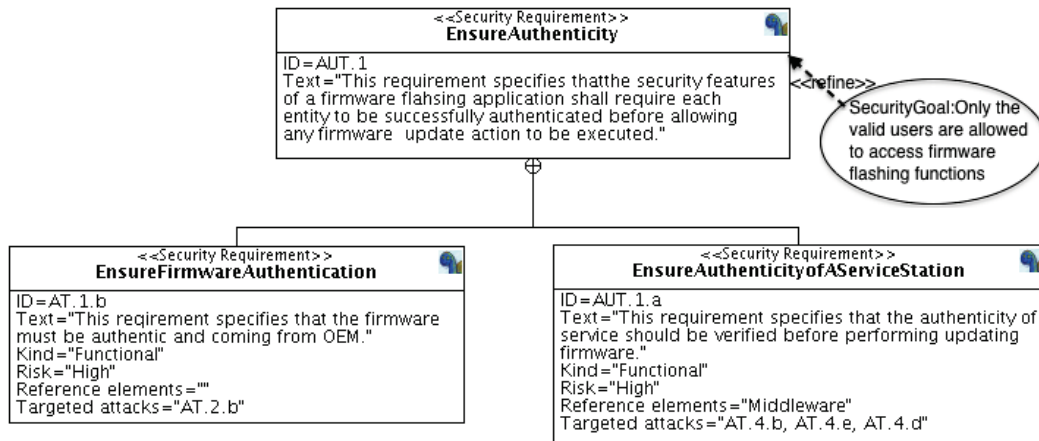 <<Security Requirement>>
EnsureAuthenticity
ID=AUT.1
Text="This requirement specifies thatthe security features
of a firmware flahsing application shall require each
entity to be successfully authenticated before allowing
any firmware update action to be executed."
<<refine>>
SecurityGoal:Only the
valid users are allowed
to access firmware
flashing functions
<<Security Requirement>>
EnsureFirmwareAuthentication
ID=AT.1.b
Text="This reqirement specifies that the firmware
must be authentic and coming from OEM."
Kind="Functional"
Risk="High"
Reference elements=""
Targeted attacks="AT.2.b"
<<Security Requirement>>
EnsureAuthenticityofAServiceStation
ID=AUT.1.a
Text="This requirement specifies that the authenticity of
service should be verified before performing updating
firmware."
Kind="Functional"
Risk="High"
Reference elements="Middleware"
Targeted attacks="AT.4.b, AT.4.e, AT.4.d"